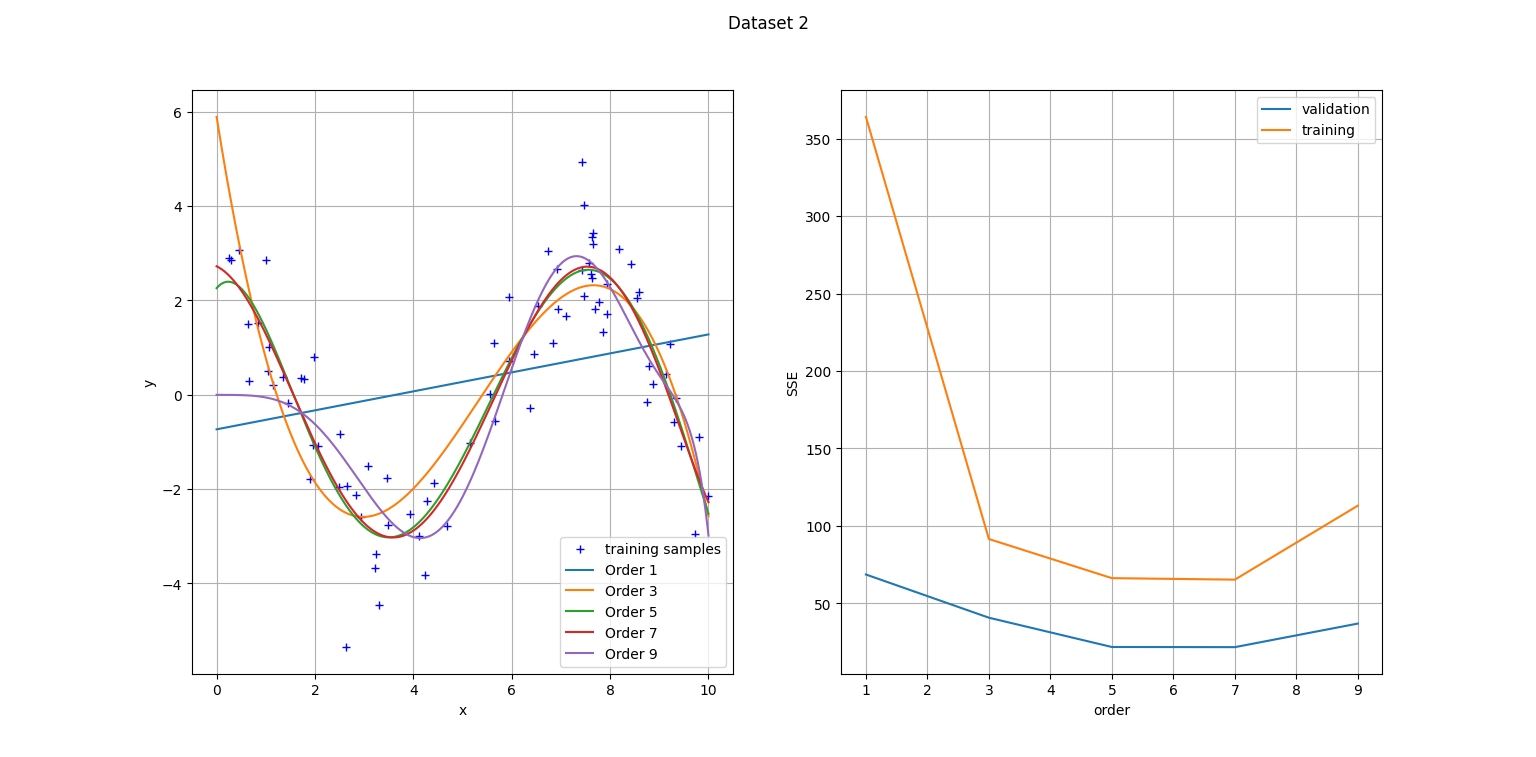 Dataset 2
6
4
2
0
−2
−4
y
0
2
4
6
8
10
x
training samples
Order 1
Order 3
Order 5
Order 7
Order 9
350
300
250
200
150
100
50
SSE
1
2
3
4
5
6
7
8
9
order
validation
training